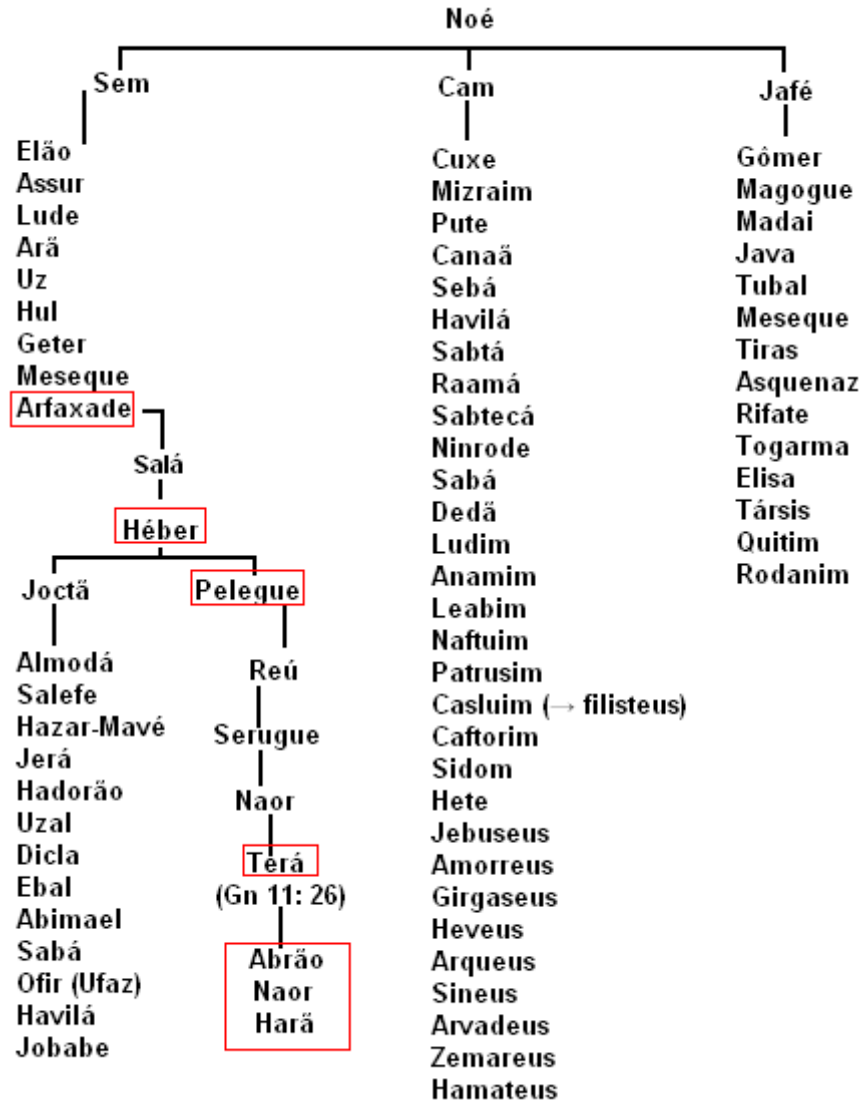 Noé
Sem
Cam
Jafé
Elão
Assur
Lude
Arã
Uz
Hul
Geter
Meseque
Arfaxade
Salá
Héber
Joctã
Pelegue
Almodá
Salefe
Hazar-Mavé
Jerá
Hadorão
Uzal
Dicla
Ebal
Abimael
Sabá
Ofir (Ufaz)
Havilá
Jobabe
Reú
Serugue
Naor
Terá
(Gn 11: 26)
Abrão
Naor
Harã
Cuxe
Mizraim
Pute
Canaã
Sebá
Havilá
Sabtá
Raamá
Sabtecá
Ninrode
Sabá
Dedã
Ludim
Anamim
Leabim
Naftuim
Patrusim
Casluim (→ filisteus)
Caftorim
Sidom
Hete
Jebuseus
Amorreus
Girgaseus
Heveus
Arqueus
Sineus
Arvadeus
Zemareus
Hamateus
Gômer
Magogue
Madai
Java
Tubal
Meseque
Tiras
Asquenaz
Rifate
Togarma
Elisa
Társis
Quitim
Rodanim